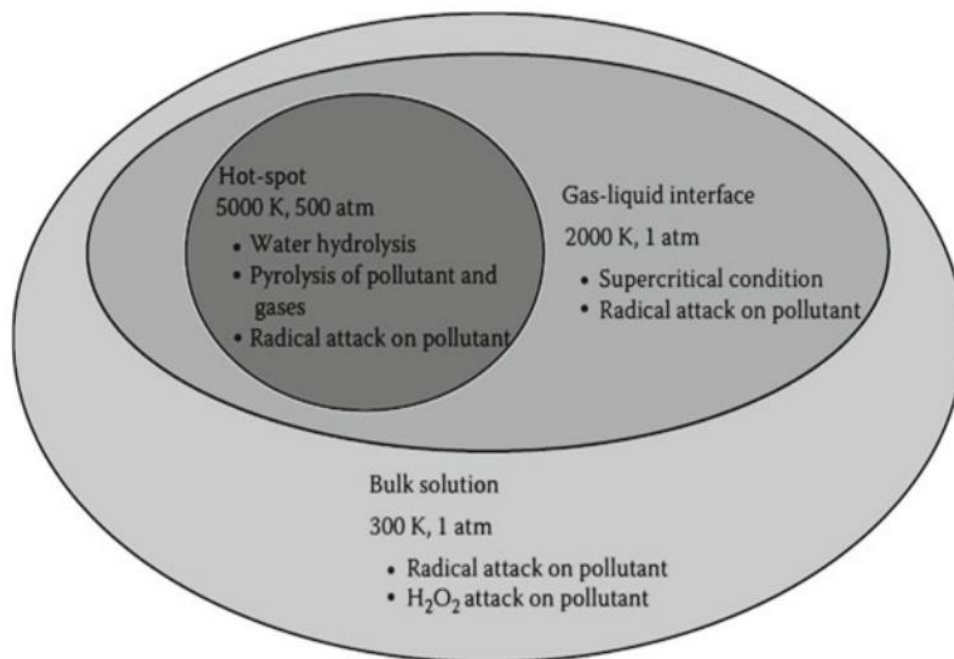 Hot-spot
5000 K, 500 atm
• Water hydrolysis
• Pyrolysis of pollutant and
gases
• Radical attack on pollutant
Gas-liquid interface
2000 K, 1 atm
• Supercritical condition
• Radical attack on pollutant
Bulk solution
300 K, 1 atm
• Radical attack on pollutant
• H₂O₂ attack on pollutant